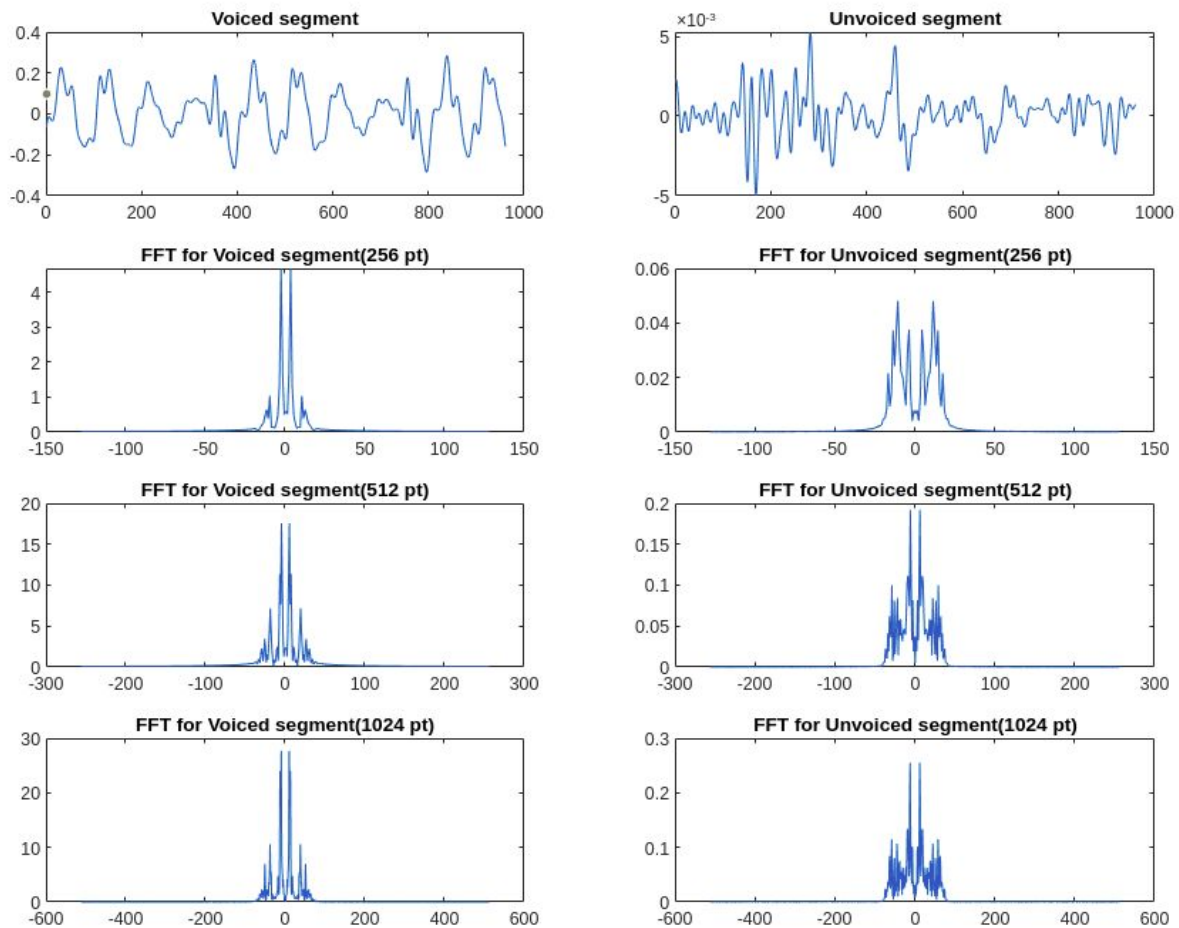 Voiced segment
0.4
0.2
0
-0.2
-0.4
0 200 400 600 800 1000
Unvoiced segment
×10-3
5
0
-5
0 200 400 600 800 1000
FFT for Voiced segment(256 pt)
4
3
2
1
0
-150 -100 -50 0 50 100 150
FFT for Unvoiced segment(256 pt)
0.06
0.04
0.02
0
-150 -100 -50 0 50 100 150
FFT for Voiced segment(512 pt)
20
15
10
5
0
-300 -200 -100 0 100 200 300
FFT for Unvoiced segment(512 pt)
0.2
0.15
0.1
0.05
0
-300 -200 -100 0 100 200 300
FFT for Voiced segment(1024 pt)
30
20
10
0
-600 -400 -200 0 200 400 600
FFT for Unvoiced segment(1024 pt)
0.3
0.2
0.1
0
-600 -400 -200 0 200 400 600